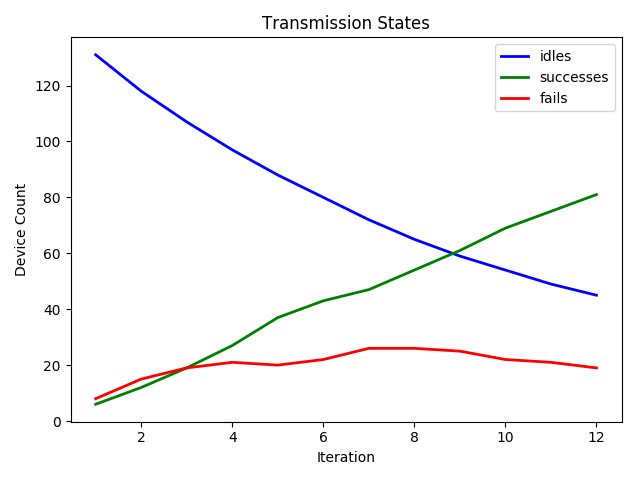 Transmission States
idles
successes
fails
Device Count
120
100
80
60
40
20
0
2 4 6 8 10 12
Iteration